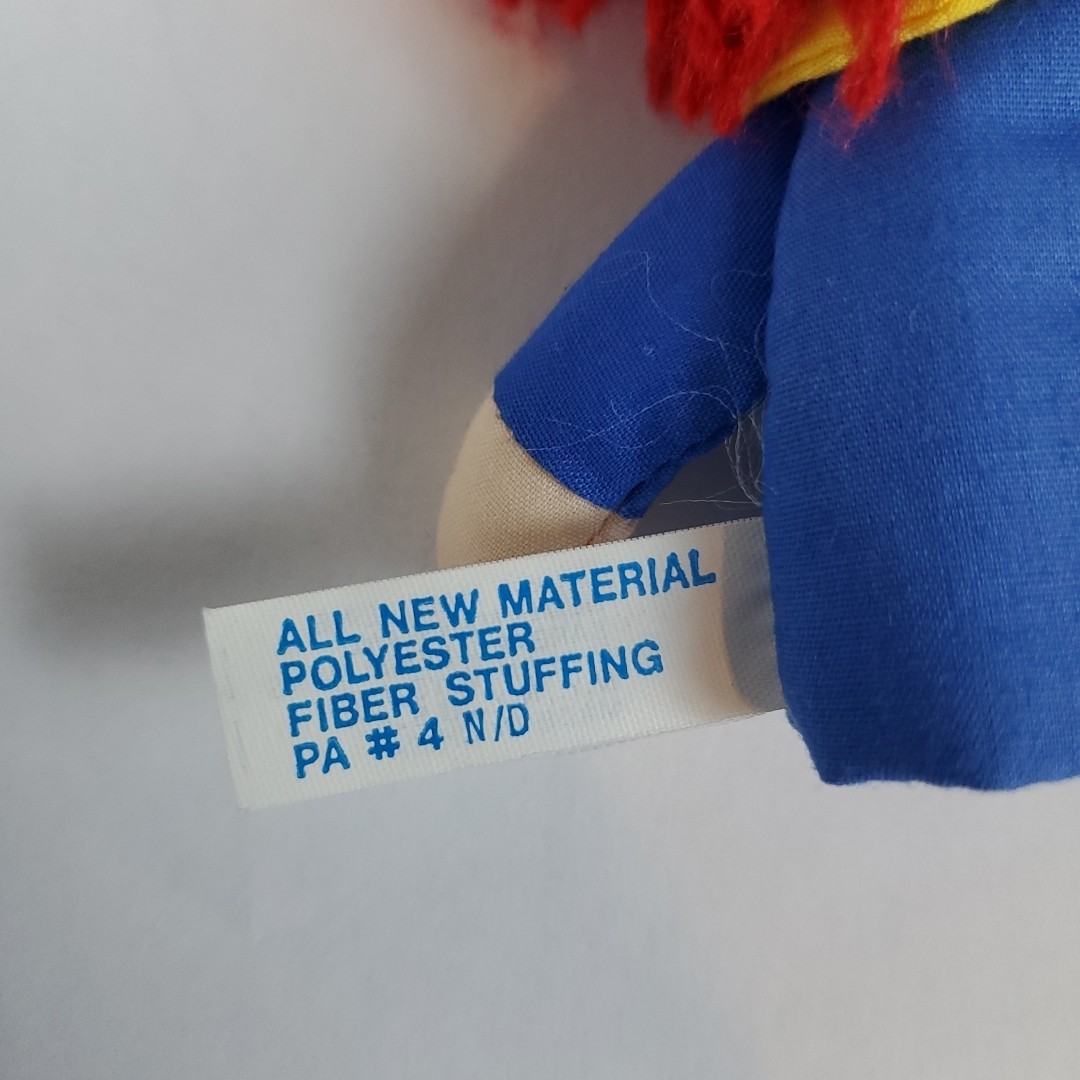 ALL NEW MATERIAL
POLYESTER
FIBER STUFFING
PA # 4 N/D